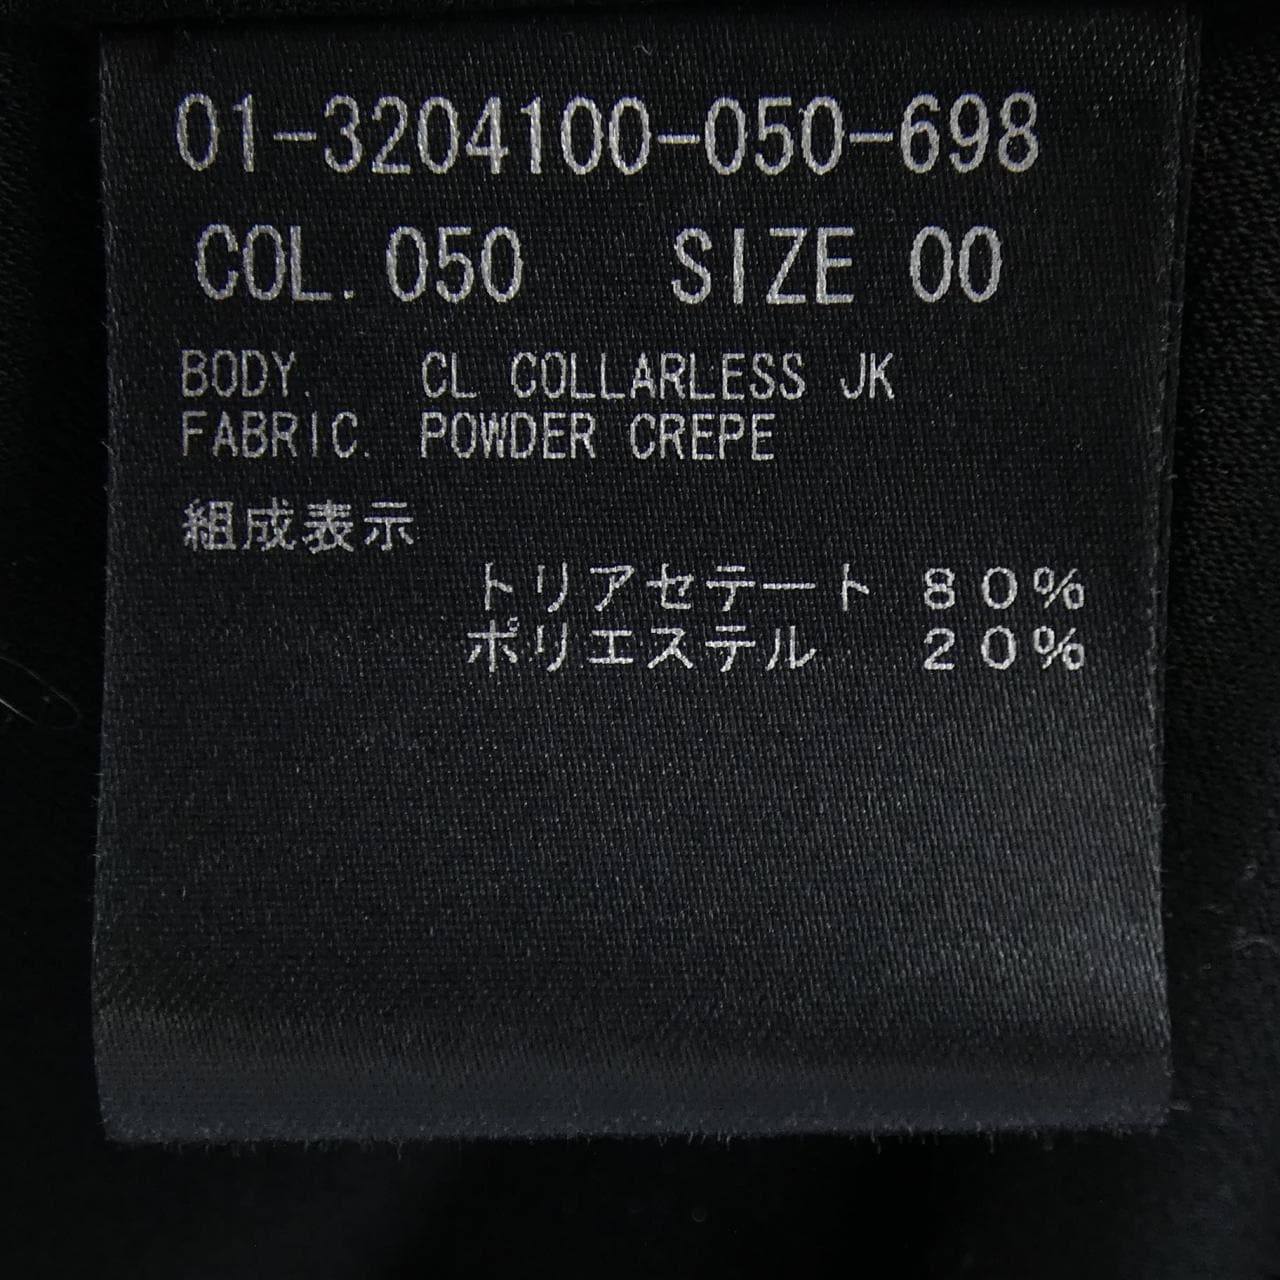 01-3204100-050-698
COL. 050 SIZE 00
BODY. CL COLLARLESS JK
FABRIC. POWDER CREPE
組成表示
トリアセテート 80%
ポリエステル 20%